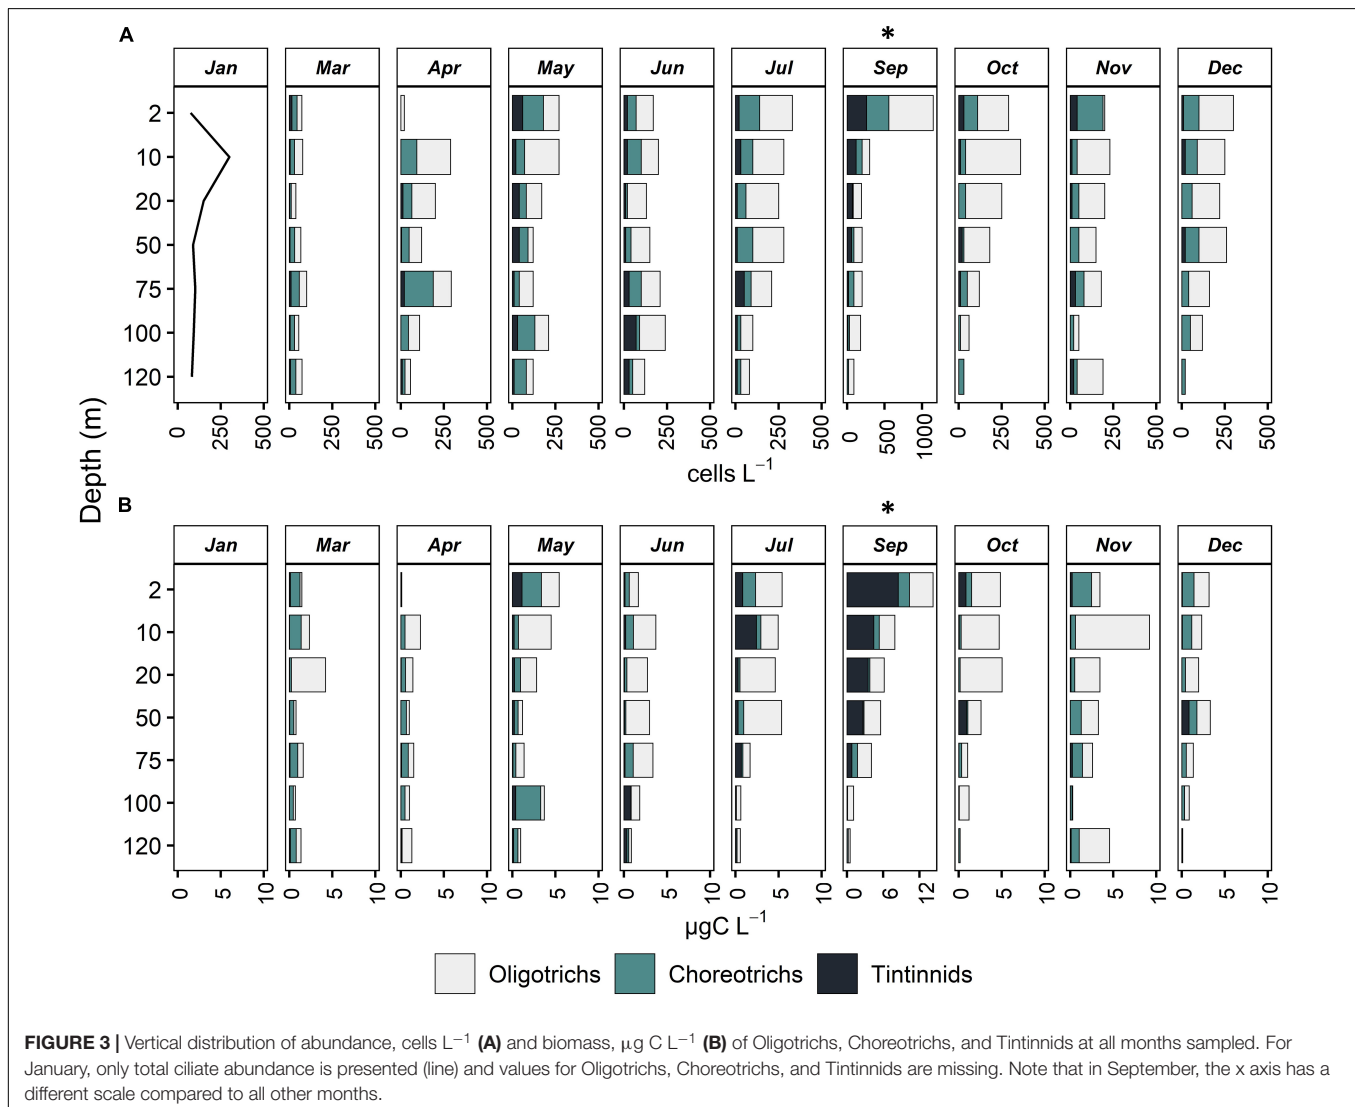 A
*
Jan Mar Apr May Jun Jul Sep Oct Nov Dec
2
10
20
50
75
100
120
0 250 500 0 250 500 0 250 500 0 250 500 0 250 500 0 250 500 0 500 1000 0 250 500 0 250 500 0 250 500
cells L−1
Depth (m)
B
*
Jan Mar Apr May Jun Jul Sep Oct Nov Dec
2
10
20
50
75
100
120
0 5 10 0 5 10 0 5 10 0 5 10 0 5 10 0 5 10 0 6 12 0 5 10 0 5 10 0 5 10
µgC L−1
Oligotrichs Choreotrichs Tintinnids
FIGURE 3 | Vertical distribution of abundance, cells L−1 (A) and biomass, µg C L−1 (B) of Oligotrichs, Choreotrichs, and Tintinnids at all months sampled. For
January, only total ciliate abundance is presented (line) and values for Oligotrichs, Choreotrichs, and Tintinnids are missing. Note that in September, the x axis has a
different scale compared to all other months.